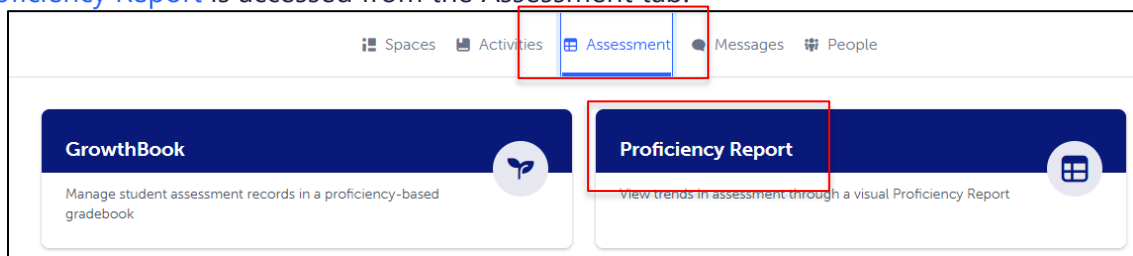 Proficiency Report is accessed from the Assessment tab.
Spaces Activities Assessment Messages People
GrowthBook
Manage student assessment records in a proficiency-based
gradebook
Proficiency Report
View trends in assessment through a visual Proficiency Report